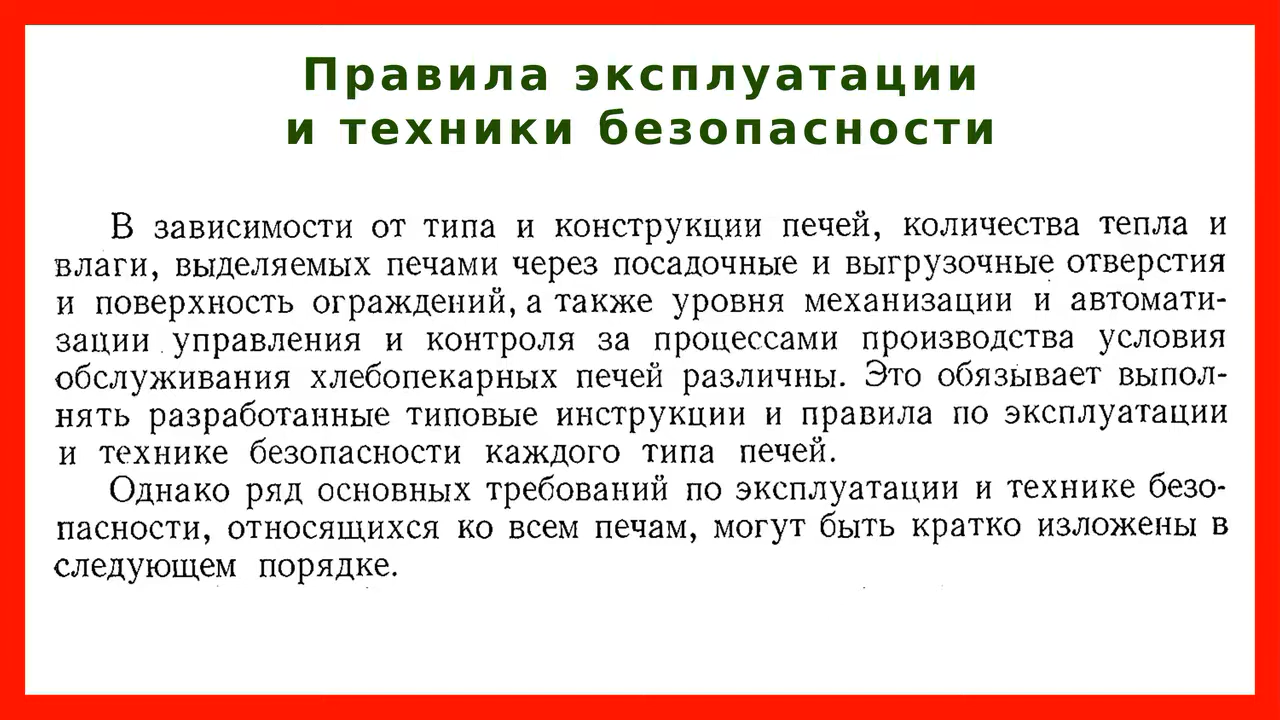 Правила эксплуатации
и техники безопасности
В зависимости от типа и конструкции печей, количества тепла и
влаги, выделяемых печами через посадочные и выгрузочные отверстия
и поверхность ограждений, а также уровня механизации и автомати-
зации управления и контроля за процессами производства условия
обслуживания хлебопекарных печей различны. Это обязывает выпол-
нять разработанные типовые инструкции и правила по эксплуатации
и технике безопасности каждого типа печей.
Однако ряд основных требований по эксплуатации и технике безо-
пасности, относящихся ко всем печам, могут быть кратко изложены в
следующем порядке.